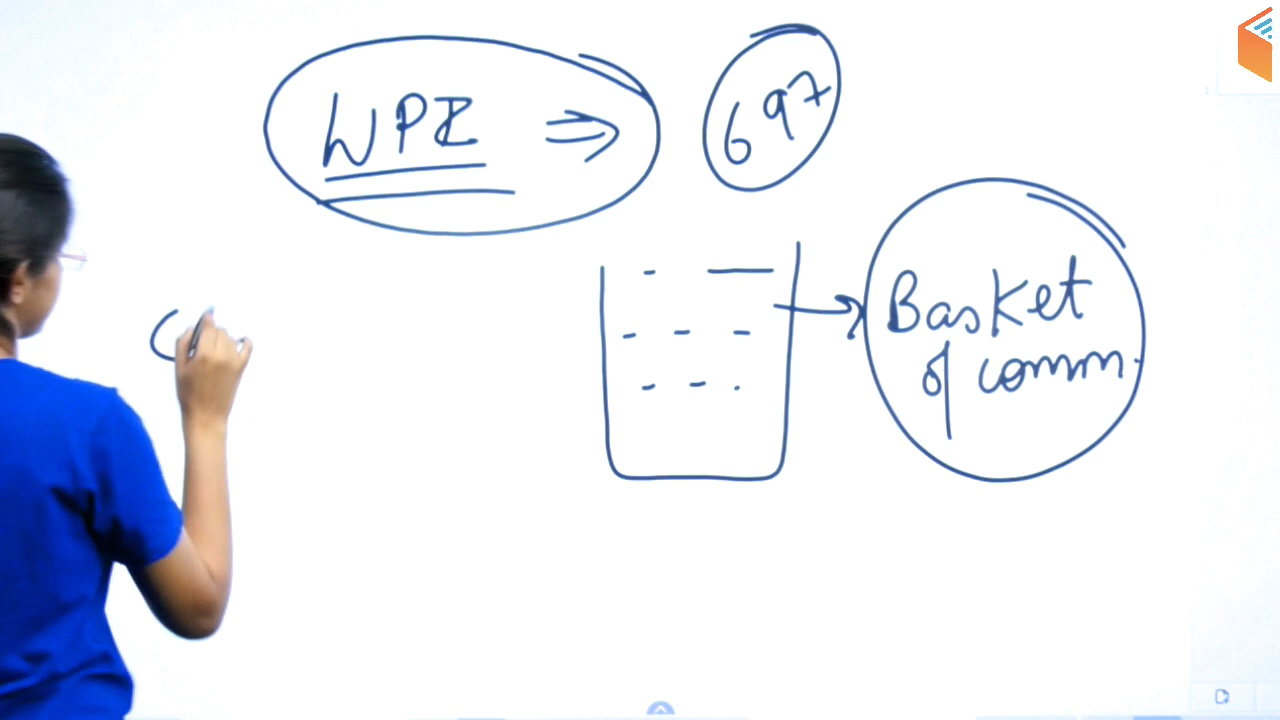 WPI ⇒ 697
Basket
of comm.
C